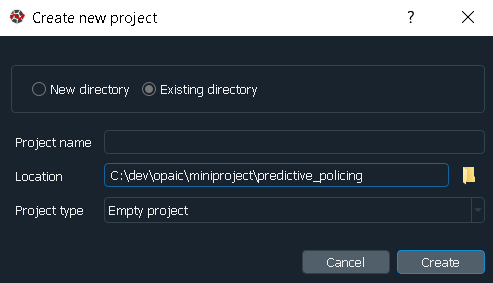 Create new project ?
New directory Existing directory
Project name
Location C:\dev\opaic\miniproject\predictive_policing
Project type Empty project
Cancel Create